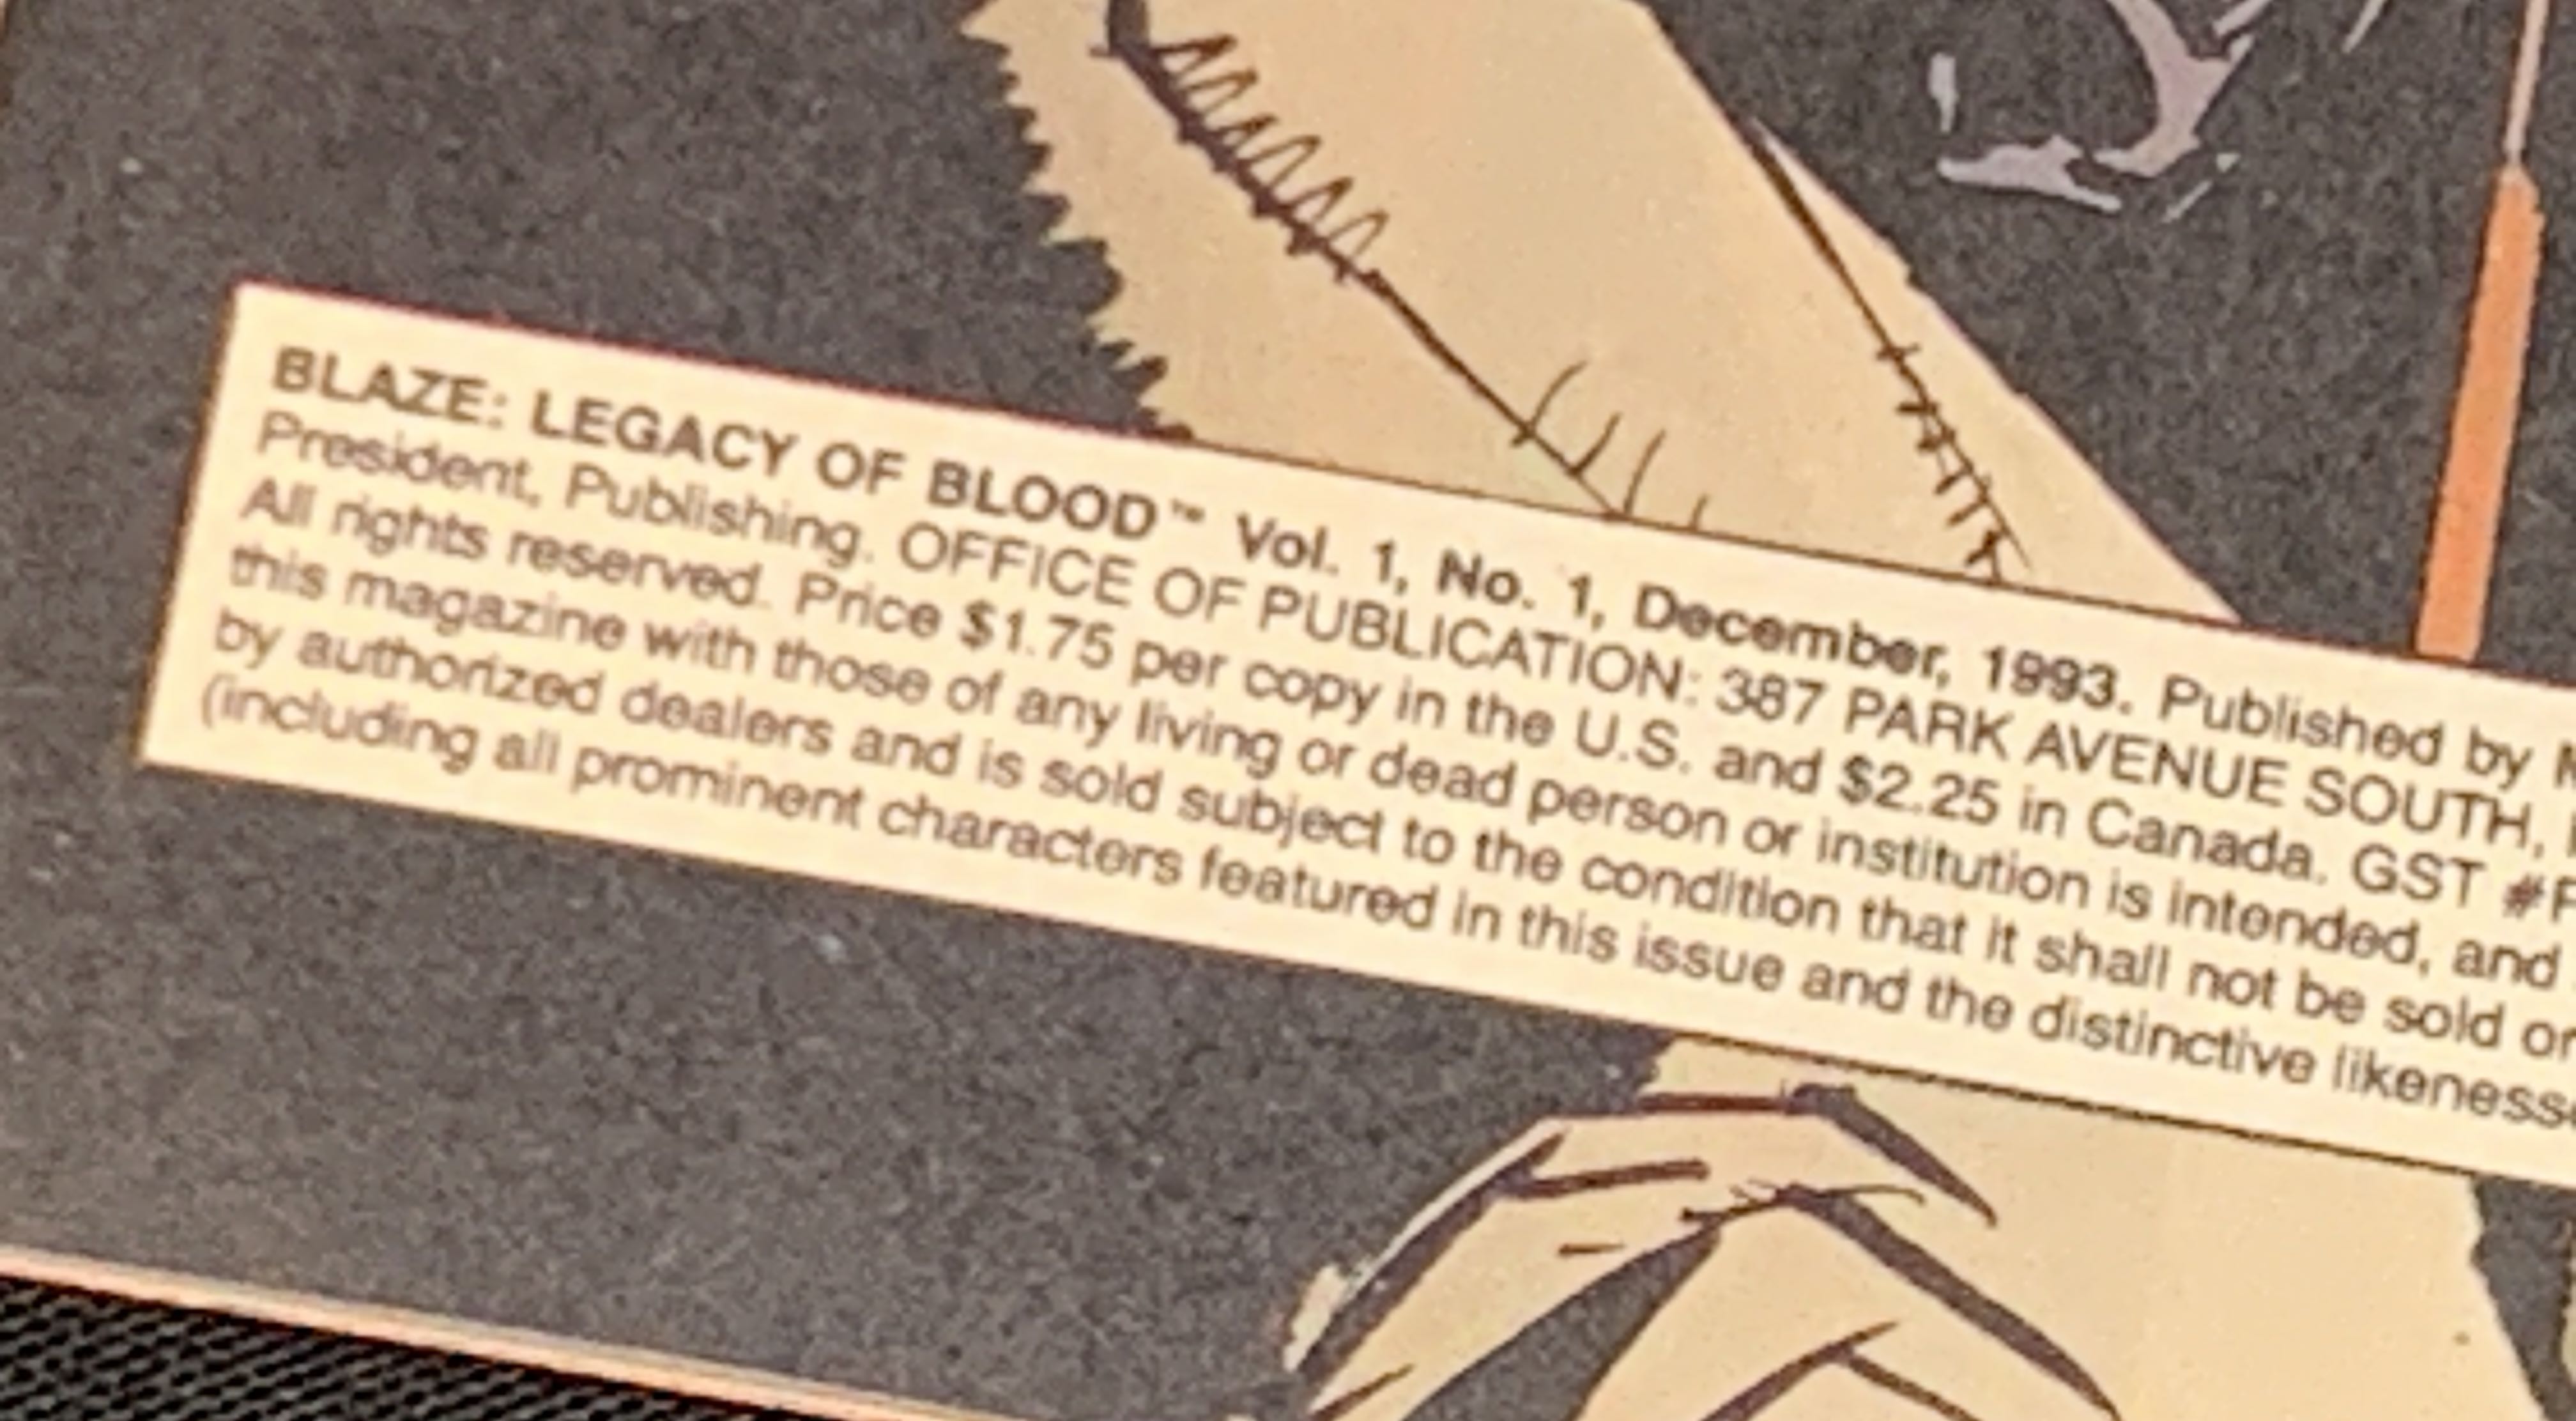 BLAZE: LEGACY OF BLOOD™ Vol. 1, No. 1, December, 1993. Published by
President, Publishing. OFFICE OF PUBLICATION: 387 PARK AVENUE SOUTH,
All rights reserved. Price $1.75 per copy in the U.S. and $2.25 in Canada. GST #
this magazine with those of any living or dead person or institution is intended, and
by authorized dealers and is sold subject to the condition that it shall not be sold or
(including all prominent characters featured in this issue and the distinctive